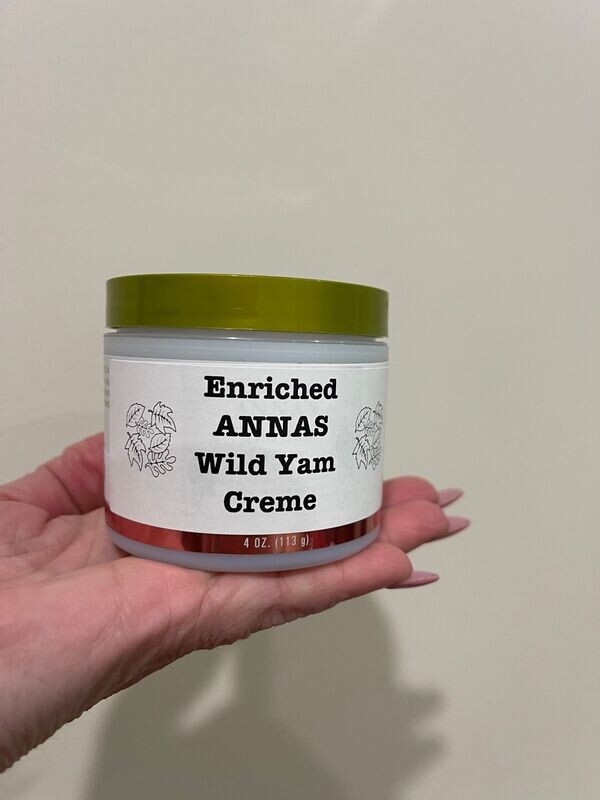 Enriched
ANNAS
Wild Yam
Creme
4 OZ. (113 g)